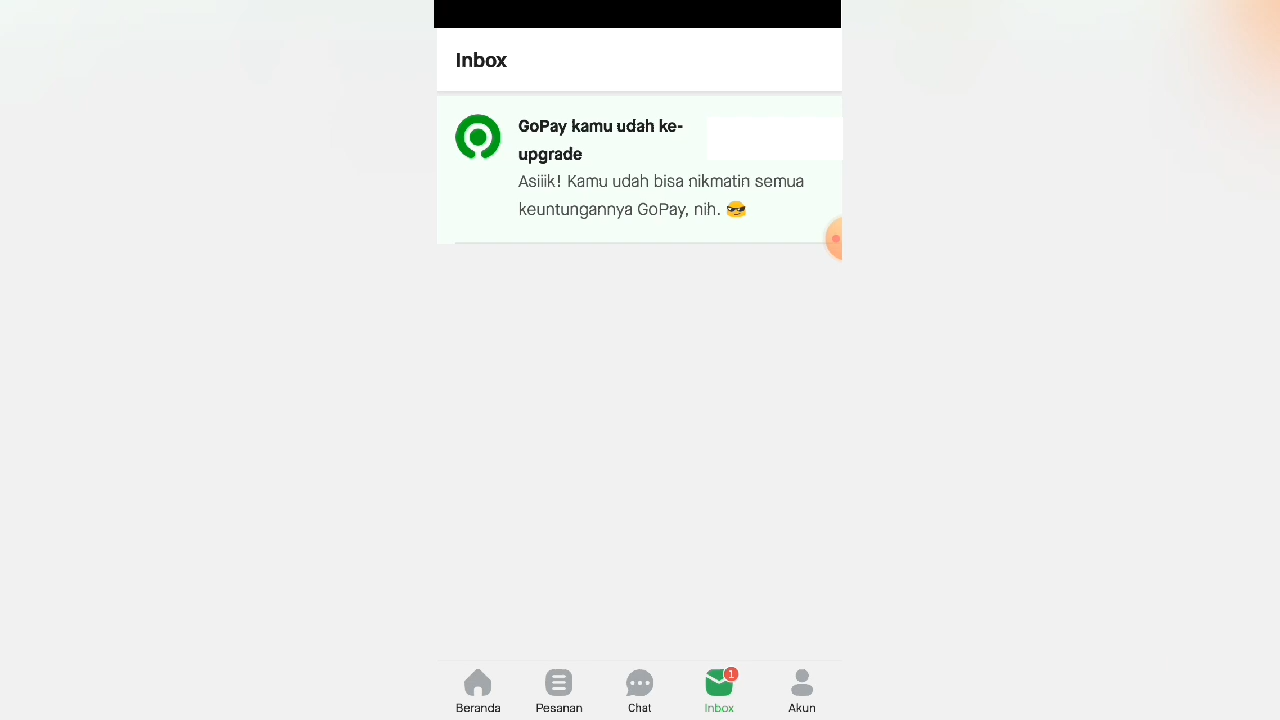 Inbox
GoPay kamu udah ke-
upgrade
Asiiik! Kamu udah bisa nikmatin semua
keuntungannya GoPay, nih. 😎
1
Beranda
Pesanan
Chat
Inbox
Akun